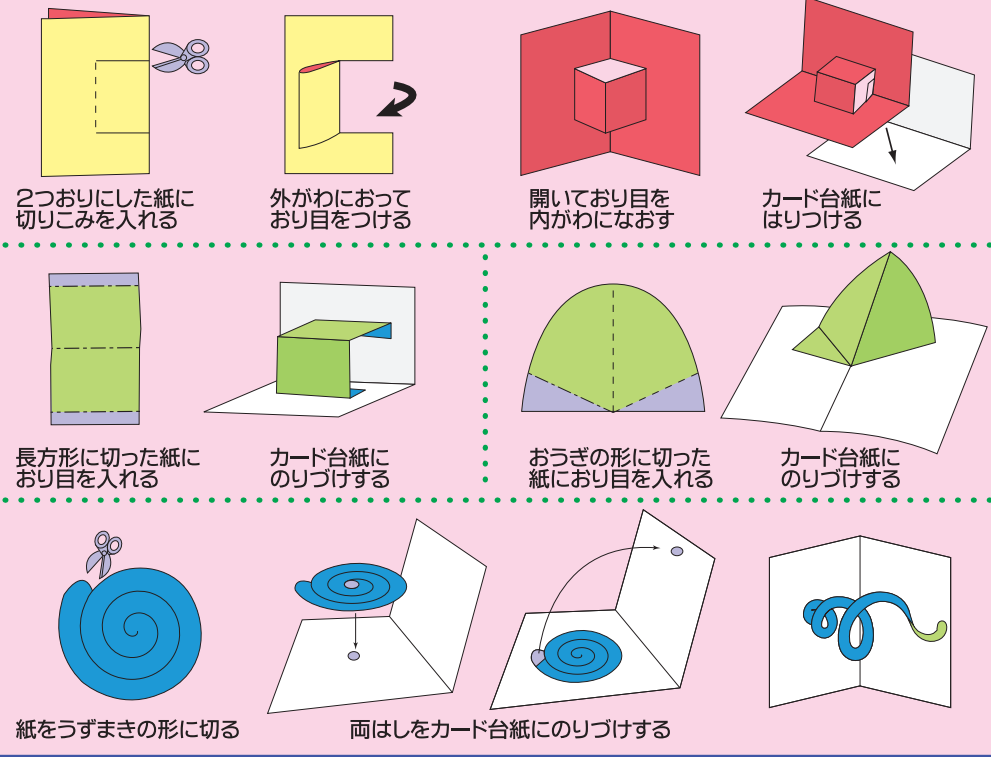 2つおりにした紙に
切りこみを入れる
外がわにおって
おり目をつける
開いており目を
内がわになおす
カード台紙に
はりつける
長方形に切った紙に
おり目を入れる
カード台紙に
のりづけする
おうぎの形に切った
紙におり目を入れる
カード台紙に
のりづけする
紙をうずまきの形に切る
両はしをカード台紙にのりづけする